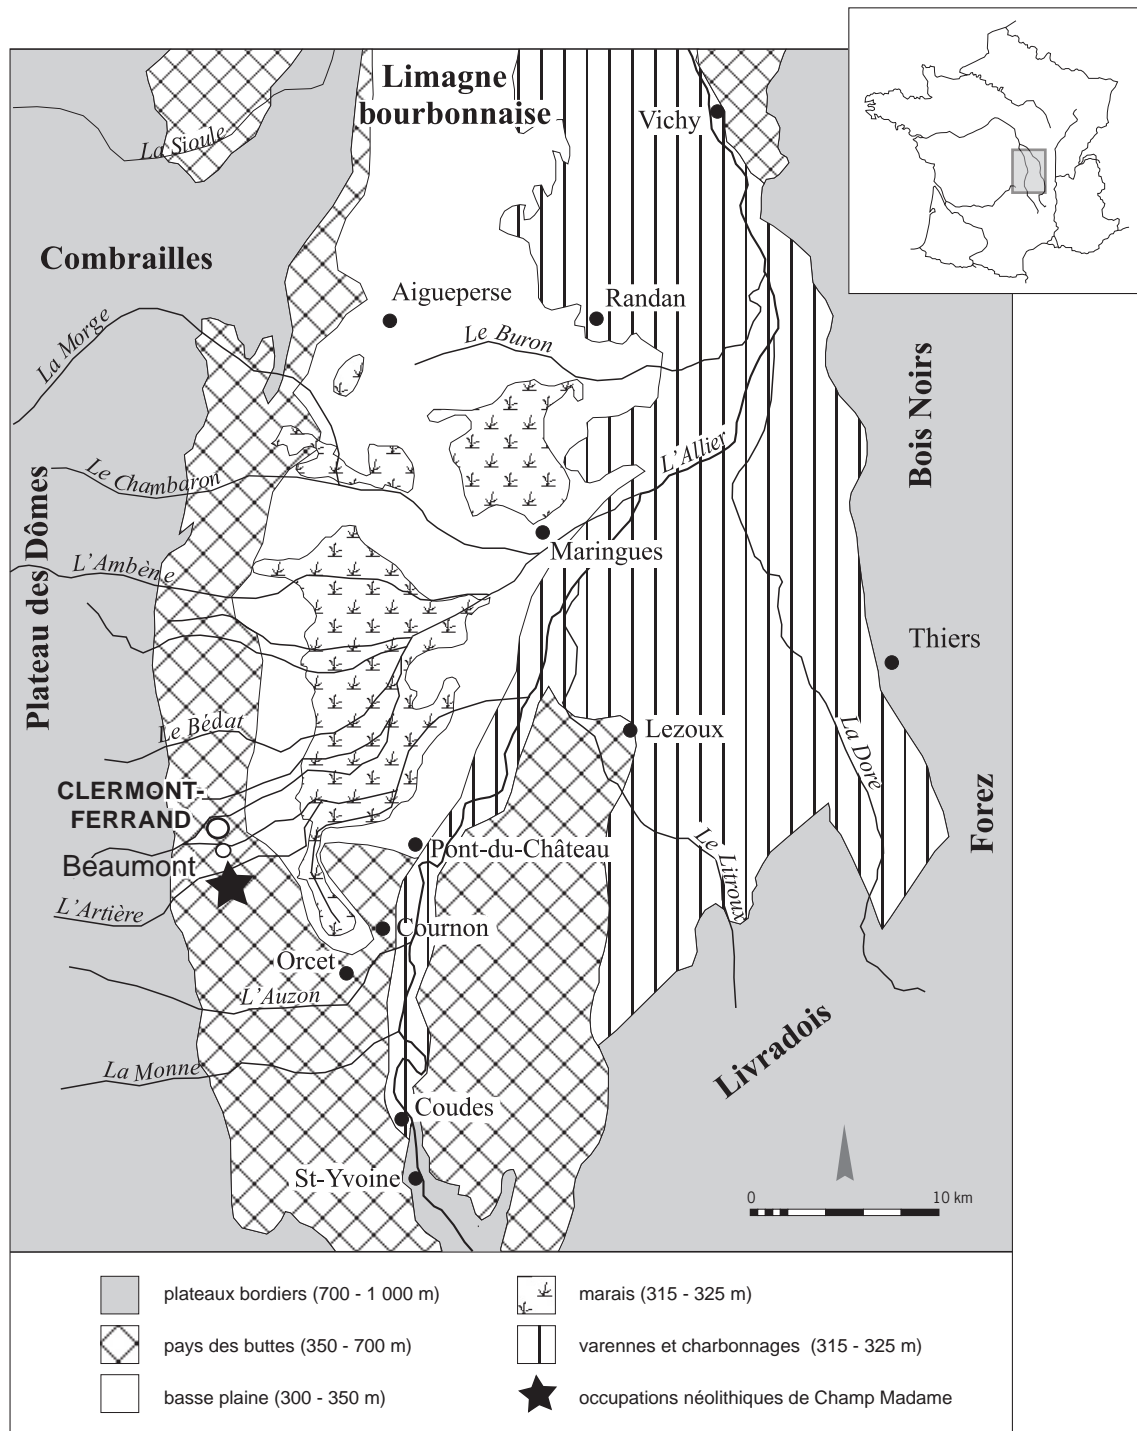 Limagne
bourbonnaise
Vichy
La Sioule
Combrailles
Aigueperse
Randan
La Morge
Le Buron
Bois Noirs
L'Allier
Le Chambaron
Plateau des Dômes
Maringues
L'Ambène
Thiers
Le Bédat
Lezoux
La Dore
CLERMONT-
FERRAND
Forez
Pont-du-Château
Le Litroux
Beaumont
L'Artière
Cournon
Orcet
L'Auzon
Livradois
La Monne
Coudes
St-Yvoine
0 10 km
plateaux bordiers (700 - 1 000 m)
pays des buttes (350 - 700 m)
basse plaine (300 - 350 m)
marais (315 - 325 m)
varennes et charbonnages (315 - 325 m)
occupations néolithiques de Champ Madame